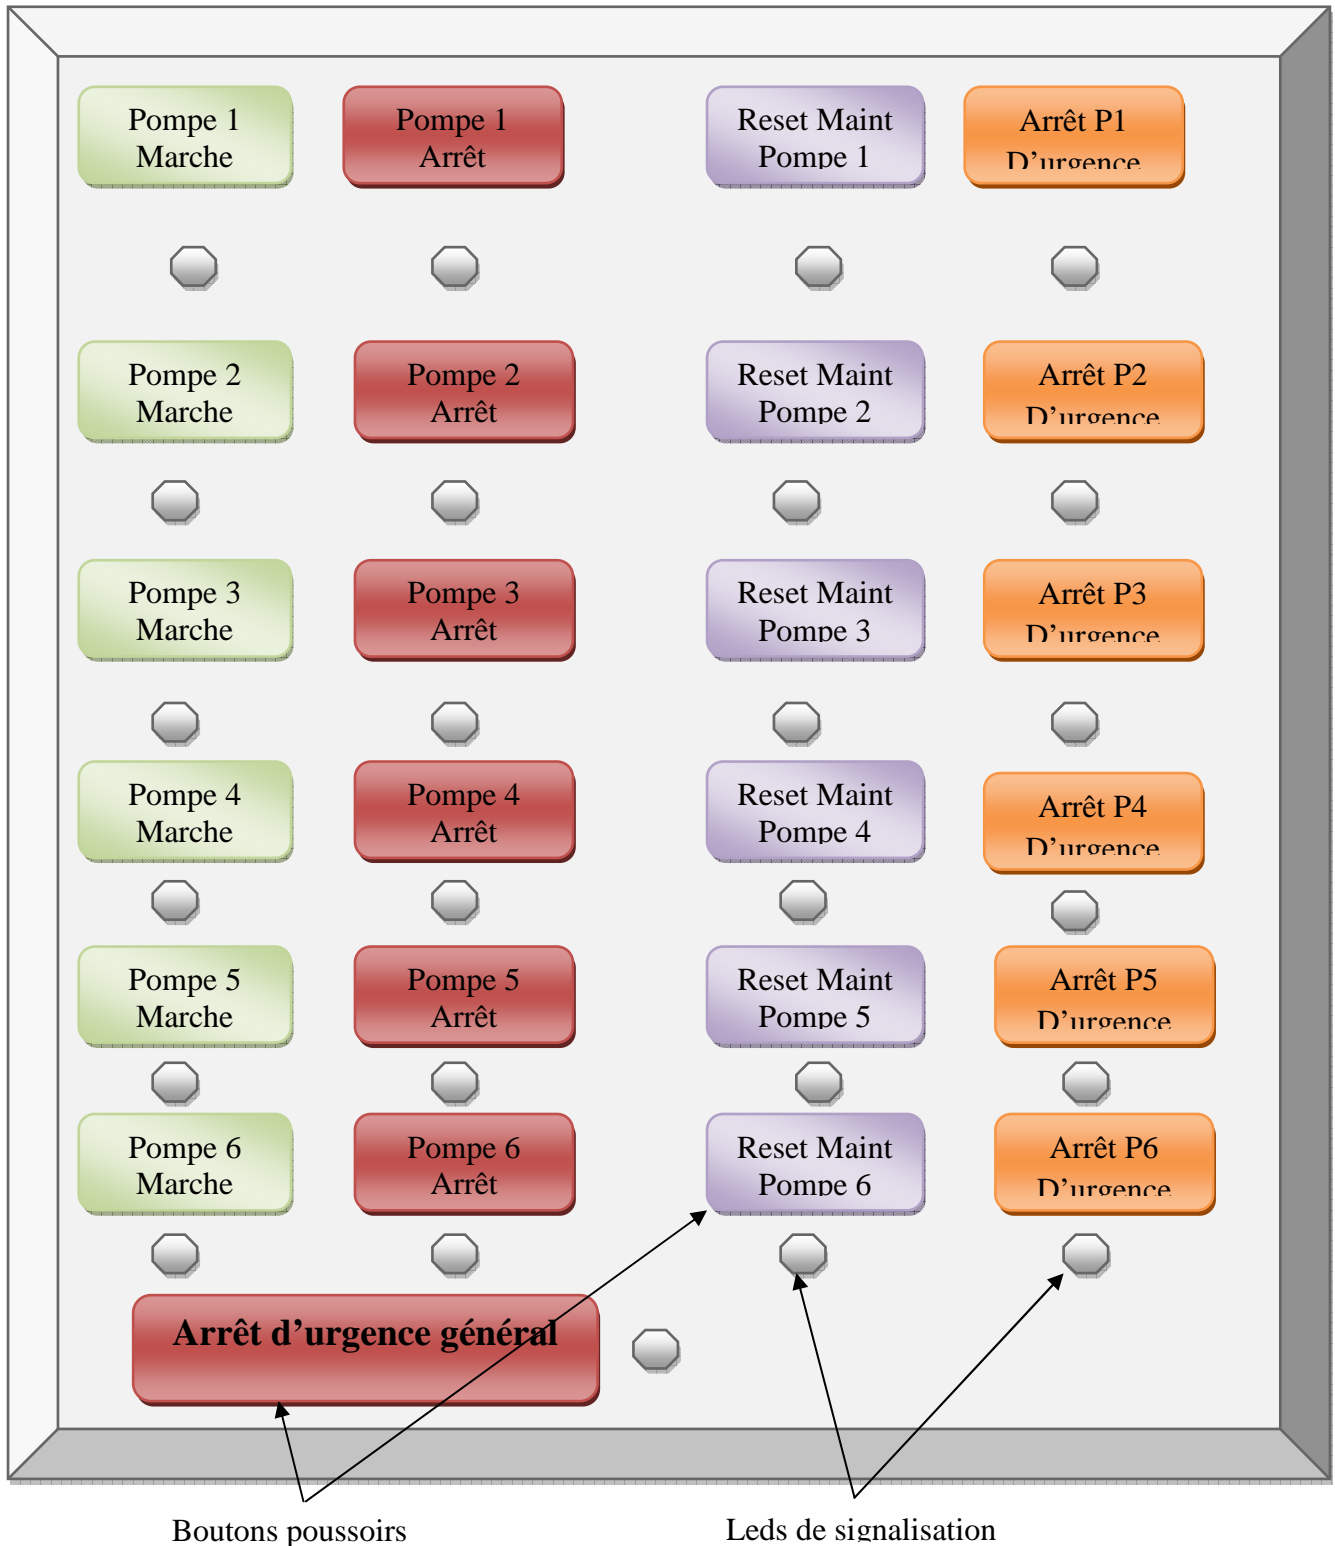 Pompe 1
Marche
Pompe 1
Arrêt
Reset Maint
Pompe 1
Arrêt P1
D’urgence
Pompe 2
Marche
Pompe 2
Arrêt
Reset Maint
Pompe 2
Arrêt P2
D’urgence
Pompe 3
Marche
Pompe 3
Arrêt
Reset Maint
Pompe 3
Arrêt P3
D’urgence
Pompe 4
Marche
Pompe 4
Arrêt
Reset Maint
Pompe 4
Arrêt P4
D’urgence
Pompe 5
Marche
Pompe 5
Arrêt
Reset Maint
Pompe 5
Arrêt P5
D’urgence
Pompe 6
Marche
Pompe 6
Arrêt
Reset Maint
Pompe 6
Arrêt P6
D’urgence
Arrêt d’urgence général
Boutons poussoirs
Leds de signalisation